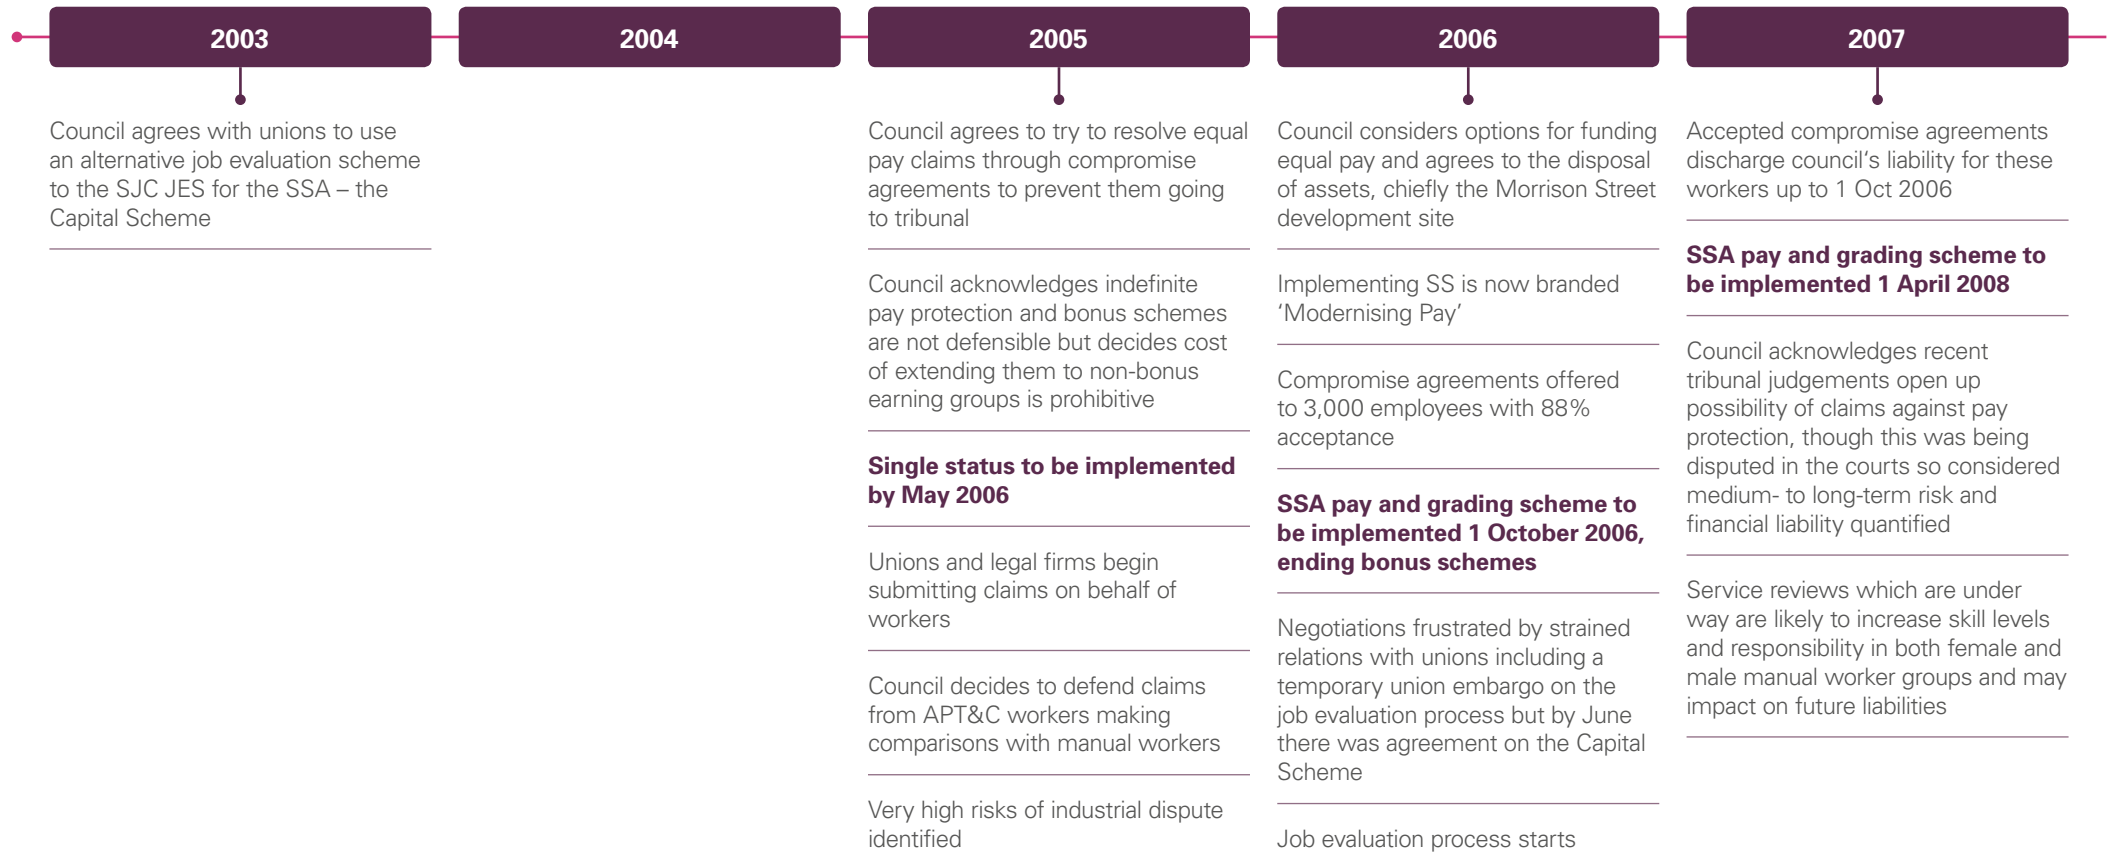 2003
Council agrees with unions to use
an alternative job evaluation scheme
to the SJC JES for the SSA – the
Capital Scheme
2004
2005
Council agrees to try to resolve equal
pay claims through compromise
agreements to prevent them going
to tribunal
Council acknowledges indefinite
pay protection and bonus schemes
are not defensible but decides cost
of extending them to non-bonus
earning groups is prohibitive
Single status to be implemented
by May 2006
Unions and legal firms begin
submitting claims on behalf of
workers
Council decides to defend claims
from APT&C workers making
comparisons with manual workers
Very high risks of industrial dispute
identified
2006
Council considers options for funding
equal pay and agrees to the disposal
of assets, chiefly the Morrison Street
development site
Implementing SS is now branded
‘Modernising Pay’
Compromise agreements offered
to 3,000 employees with 88%
acceptance
SSA pay and grading scheme to
be implemented 1 October 2006,
ending bonus schemes
Negotiations frustrated by strained
relations with unions including a
temporary union embargo on the
job evaluation process but by June
there was agreement on the Capital
Scheme
Job evaluation process starts
2007
Accepted compromise agreements
discharge council‘s liability for these
workers up to 1 Oct 2006
SSA pay and grading scheme to
be implemented 1 April 2008
Council acknowledges recent
tribunal judgements open up
possibility of claims against pay
protection, though this was being
disputed in the courts so considered
medium- to long-term risk and
financial liability quantified
Service reviews which are under
way are likely to increase skill levels
and responsibility in both female and
male manual worker groups and may
impact on future liabilities